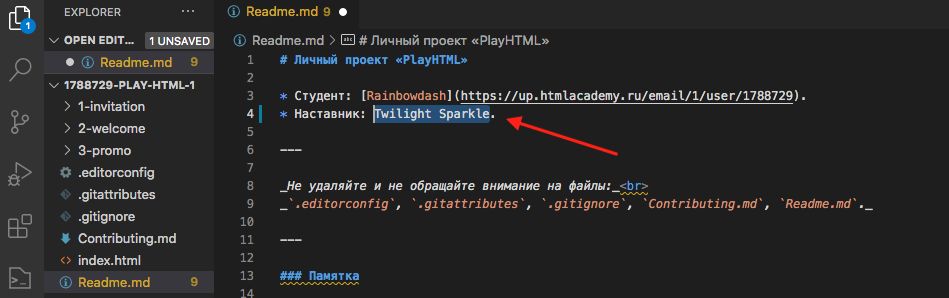 EXPLORER
Readme.md 9
1
OPEN EDIT... 1 UNSAVED
Readme.md 9
1788729-PLAY-HTML-1
1-invitation
2-welcome
3-promo
.editorconfig
.gitattributes
.gitignore
Contributing.md
index.html
Readme.md 9
Readme.md > # Личный проект «PlayHTML»
1 # Личный проект «PlayHTML»
2
3 * Студент: [Rainbowdash](https://up.htmlacademy.ru/email/1/user/1788729).
4 * Наставник: Twilight Sparkle.
5
6 ---
7
8 _Не удаляйте и не обращайте внимание на файлы:_<br>
9 _`.editorconfig`, `.gitattributes`, `.gitignore`, `Contributing.md`, `Readme.md`._
10
11 ---
12
13 ### Памятка
14